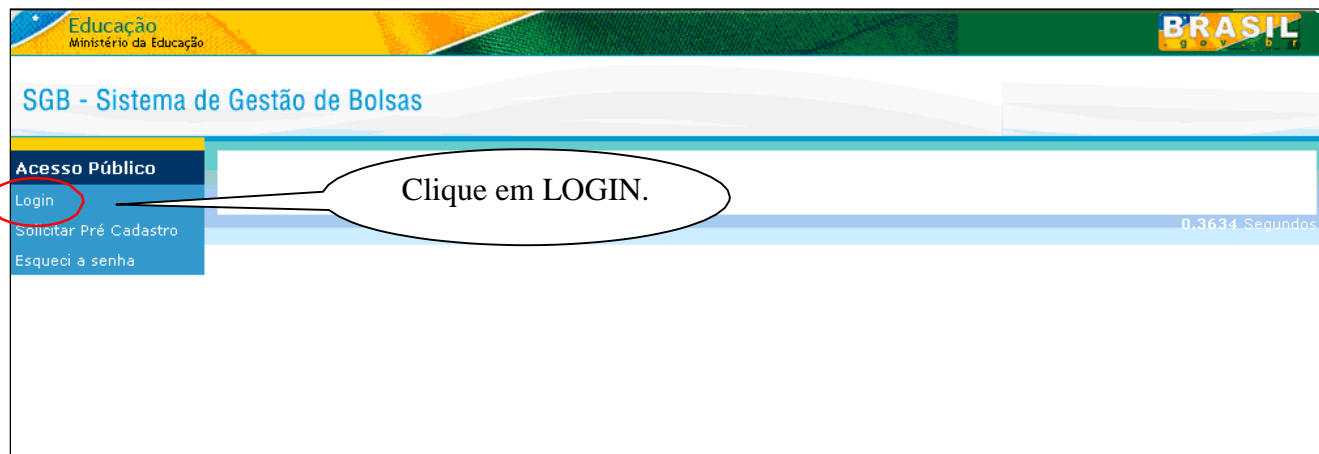 Educação
Ministério da Educação
BRASIL
.gov.br
SGB - Sistema de Gestão de Bolsas
Acesso Público
Login
Clique em LOGIN.
Solicitar Pré Cadastro
0.3634 Segundos
Esqueci a senha